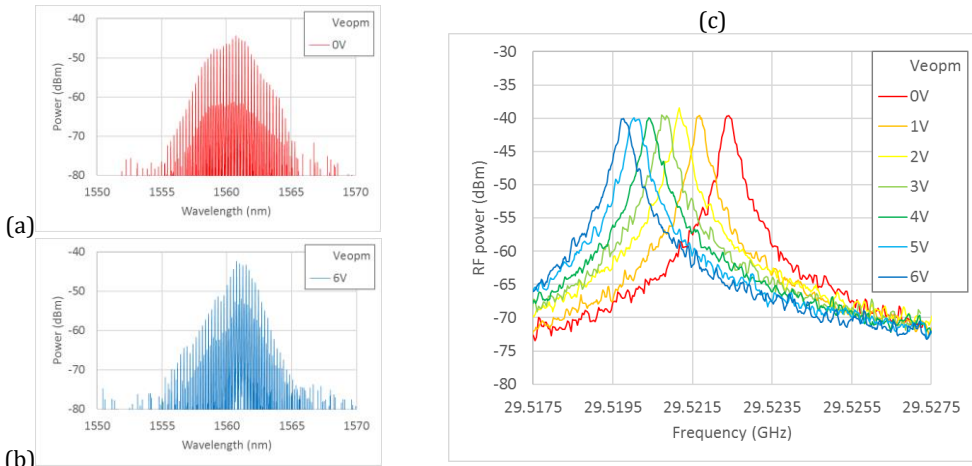 (a)
Power (dBm)
-40
-50
-60
-70
-80
Veopm
0V
1550
1555
1560
1565
1570
Wavelength (nm)
(b)
Power (dBm)
-40
-50
-60
-70
-80
Veopm
6V
1550
1555
1560
1565
1570
Wavelength (nm)
(c)
RF power (dBm)
-30
-35
-40
-45
-50
-55
-60
-65
-70
-75
-80
Veopm
0V
1V
2V
3V
4V
5V
6V
29.5175
29.5195
29.5215
29.5235
29.5255
29.5275
Frequency (GHz)